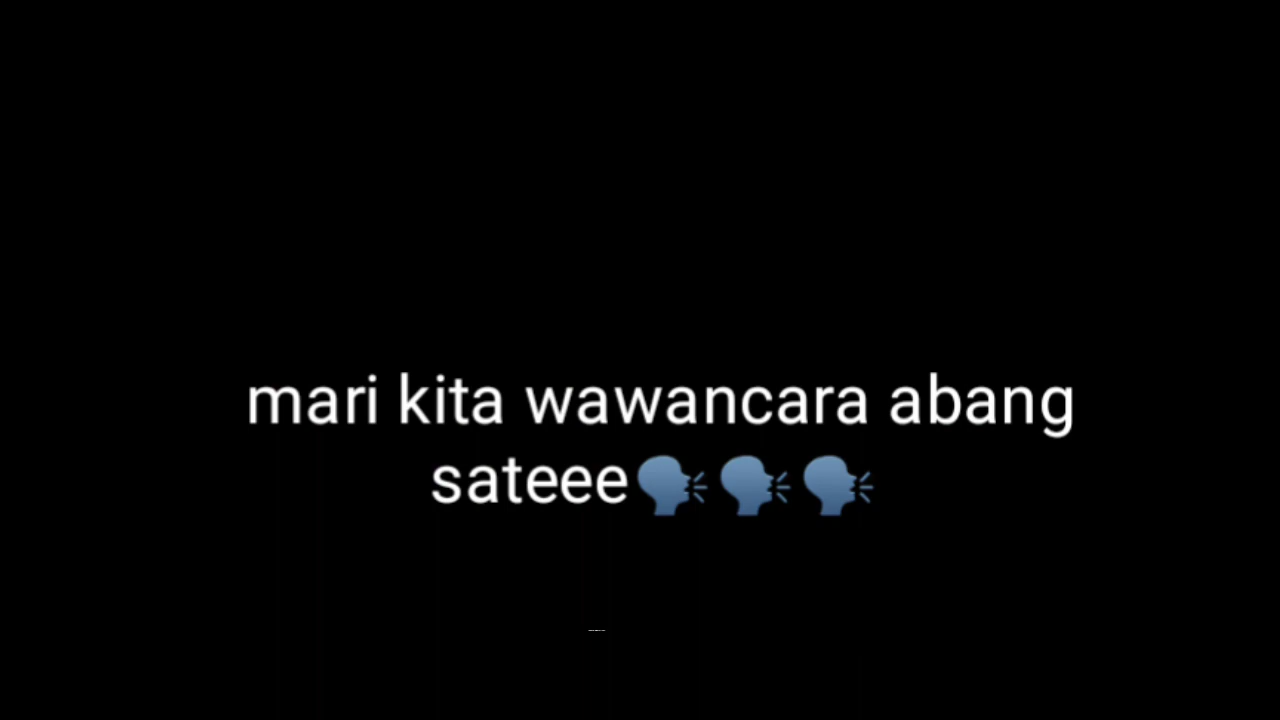 mari kita wawancara abang
sateee🗣️🗣️🗣️